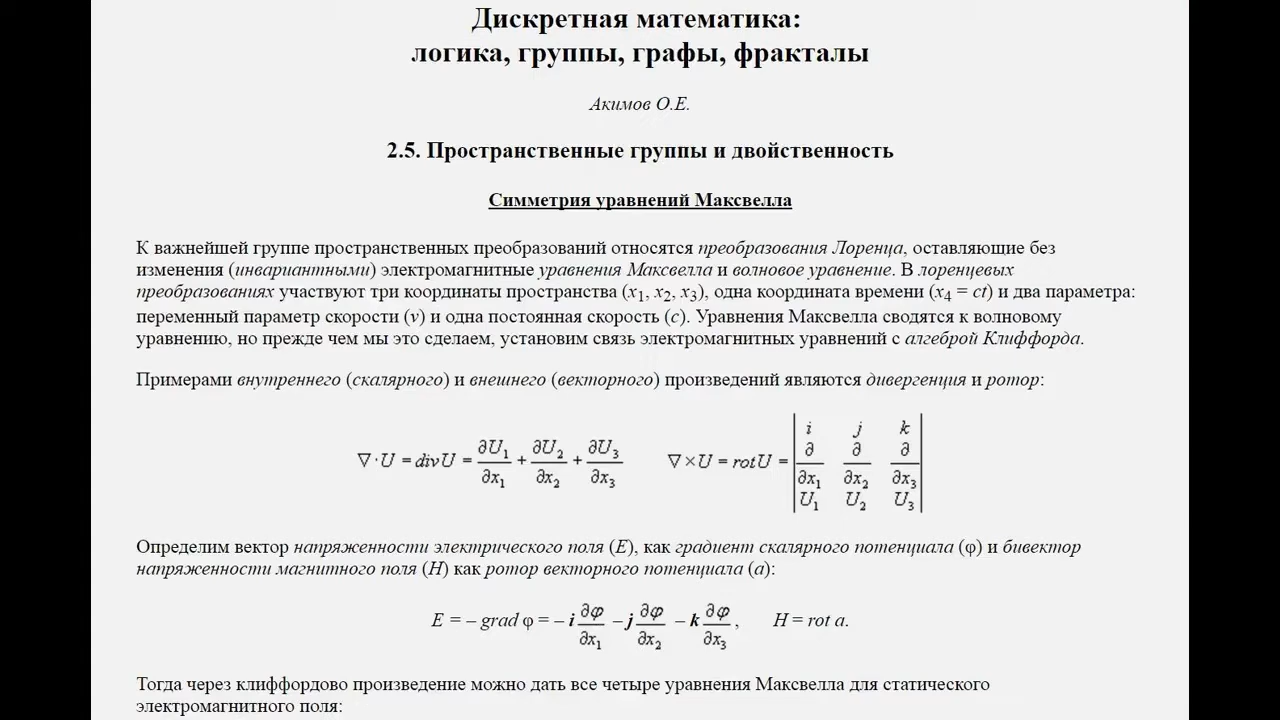 Дискретная математика:
логика, группы, графы, фракталы
Акимов О.Е.
2.5. Пространственные группы и двойственность
Симметрия уравнений Максвелла
К важнейшей группе пространственных преобразований относятся преобразования Лоренца, оставляющие без
изменения (инвариантными) электромагнитные уравнения Максвелла и волновое уравнение. В лоренцевых
преобразованиях участвуют три координаты пространства (x₁, x₂, x₃), одна координата времени (x₄ = ct) и два параметра:
переменный параметр скорости (v) и одна постоянная скорость (c). Уравнения Максвелла сводятся к волновому
уравнению, но прежде чем мы это сделаем, установим связь электромагнитных уравнений с алгеброй Клиффорда.
Примерами внутреннего (скалярного) и внешнего (векторного) произведений являются дивергенция и ротор:
∇·U = divU = ∂U₁/∂x₁ + ∂U₂/∂x₂ + ∂U₃/∂x₃ ∇×U = rotU = | i j k ; ∂/∂x₁ ∂/∂x₂ ∂/∂x₃ ; U₁ U₂ U₃ |
Определим вектор напряженности электрического поля (E), как градиент скалярного потенциала (φ) и бивектор
напряженности магнитного поля (H) как ротор векторного потенциала (a):
E = – grad φ = – i ∂φ/∂x₁ – j ∂φ/∂x₂ – k ∂φ/∂x₃, H = rot a.
Тогда через клиффордово произведение можно дать все четыре уравнения Максвелла для статического
электромагнитного поля: